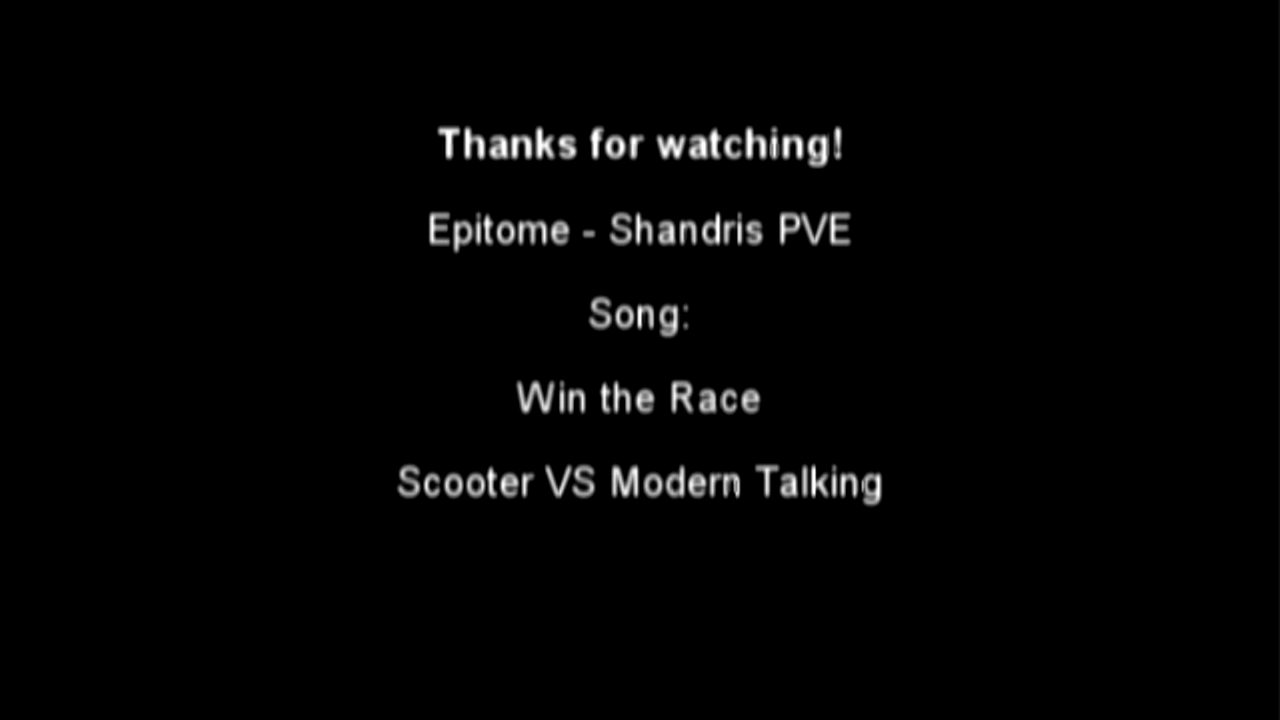 Thanks for watching!
Epitome - Shandris PVE
Song:
Win the Race
Scooter VS Modern Talking